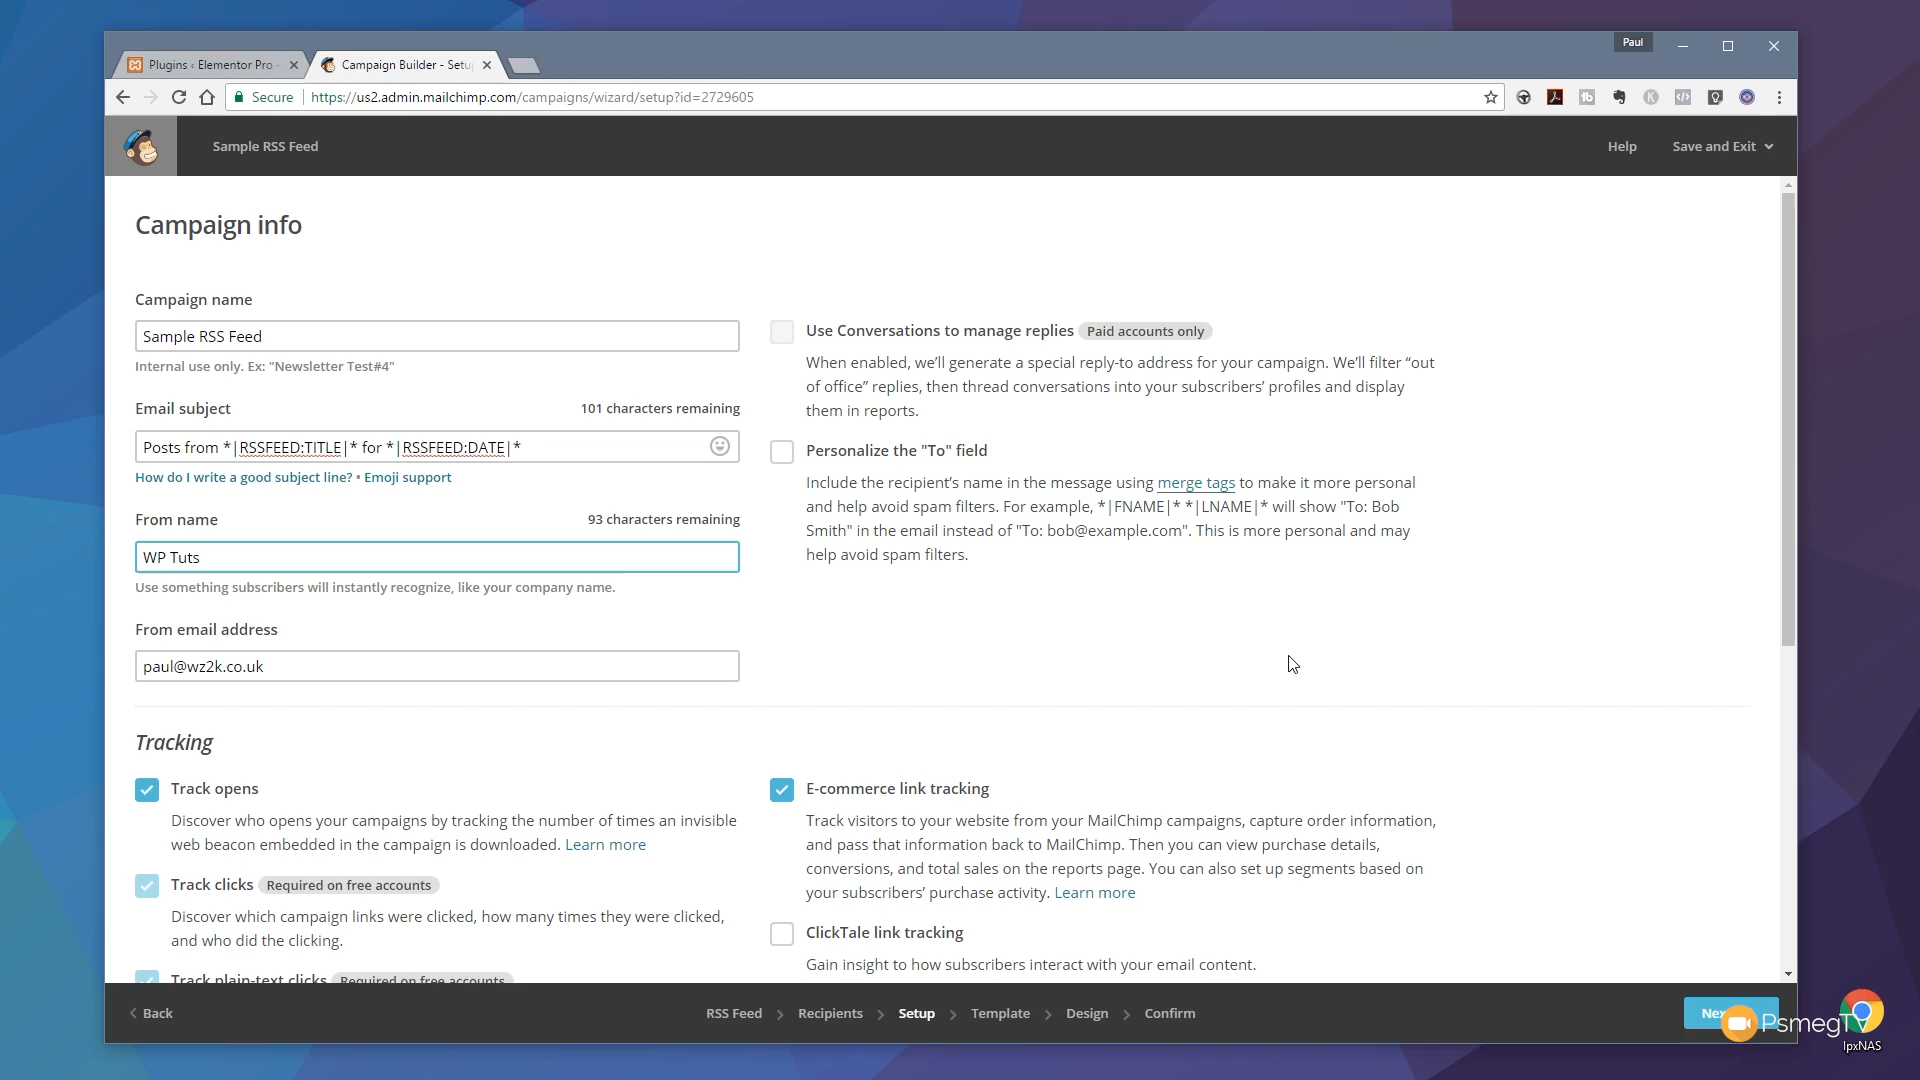 Paul
Plugins ‹ Elementor Pro
Campaign Builder - Setu
Secure
https://us2.admin.mailchimp.com/campaigns/wizard/setup?id=2729605
Sample RSS Feed
Help
Save and Exit
Campaign info
Campaign name
Sample RSS Feed
Internal use only. Ex: "Newsletter Test#4"
Email subject
101 characters remaining
Posts from *|RSSFEED:TITLE|* for *|RSSFEED:DATE|*
How do I write a good subject line? • Emoji support
From name
93 characters remaining
WP Tuts
Use something subscribers will instantly recognize, like your company name.
From email address
paul@wz2k.co.uk
Use Conversations to manage replies Paid accounts only
When enabled, we’ll generate a special reply-to address for your campaign. We’ll filter “out
of office” replies, then thread conversations into your subscribers’ profiles and display
them in reports.
Personalize the "To" field
Include the recipient’s name in the message using merge tags to make it more personal
and help avoid spam filters. For example, *|FNAME|* *|LNAME|* will show "To: Bob
Smith" in the email instead of "To: bob@example.com". This is more personal and may
help avoid spam filters.
Tracking
Track opens
Discover who opens your campaigns by tracking the number of times an invisible
web beacon embedded in the campaign is downloaded. Learn more
Track clicks Required on free accounts
Discover which campaign links were clicked, how many times they were clicked,
and who did the clicking.
Track plain-text clicks Required on free accounts
E-commerce link tracking
Track visitors to your website from your MailChimp campaigns, capture order information,
and pass that information back to MailChimp. Then you can view purchase details,
conversions, and total sales on the reports page. You can also set up segments based on
your subscribers’ purchase activity. Learn more
ClickTale link tracking
Gain insight to how subscribers interact with your email content.
Back
RSS Feed
Recipients
Setup
Template
Design
Confirm
PsmegTV
IpxNAS